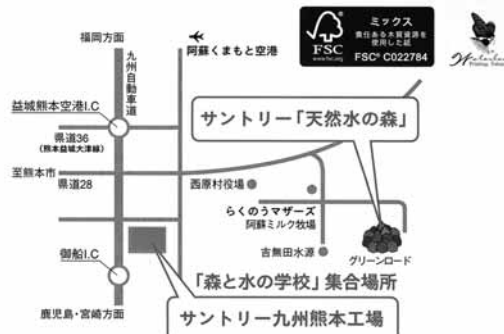 福岡方面
阿蘇くまもと空港
九州自動車道
FSC
www.fsc.org
ミックス
責任ある木質資源を
使用した紙
FSC® C022784
益城熊本空港I.C
県道36
(熊本益城大津線)
サントリー「天然水の森」
至熊本市
県道28
西原村役場
らくのうマザーズ
阿蘇ミルク牧場
吉無田水源
グリーンロード
御船I.C
「森と水の学校」集合場所
サントリー九州熊本工場
鹿児島・宮崎方面